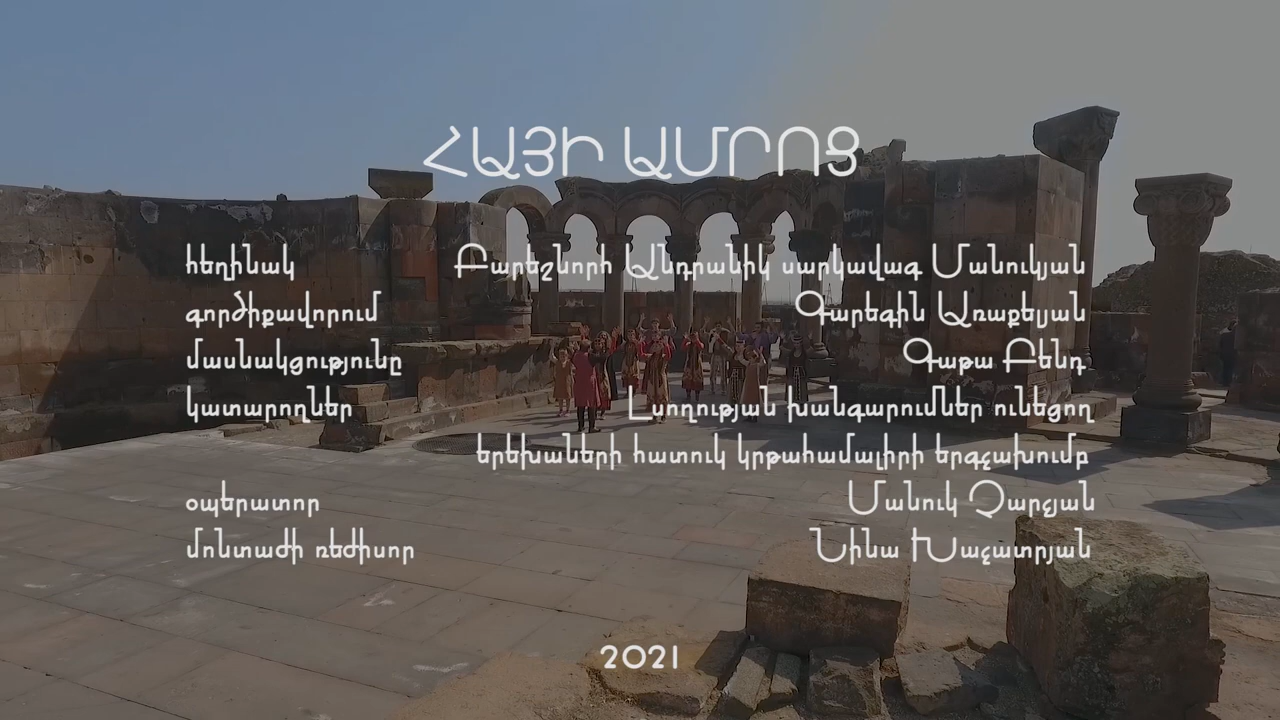 ՀԱՅԻ ԱՄՐՈՑ
հեղինակ Բարեշնորհ Անդրանիկ սարկավագ Մանուկյան
գործիքավորում Գարեգին Առաքելյան
մասնակցությունը Գաթա Բենդ
կատարողներ Լսողության խանգարումներ ունեցող
երեխաների հատուկ կրթահամալիրի երգչախումբ
օպերատոր Մանուկ Չարչյան
մոնտաժի ռեժիսոր Նինա Խաչատրյան
2021